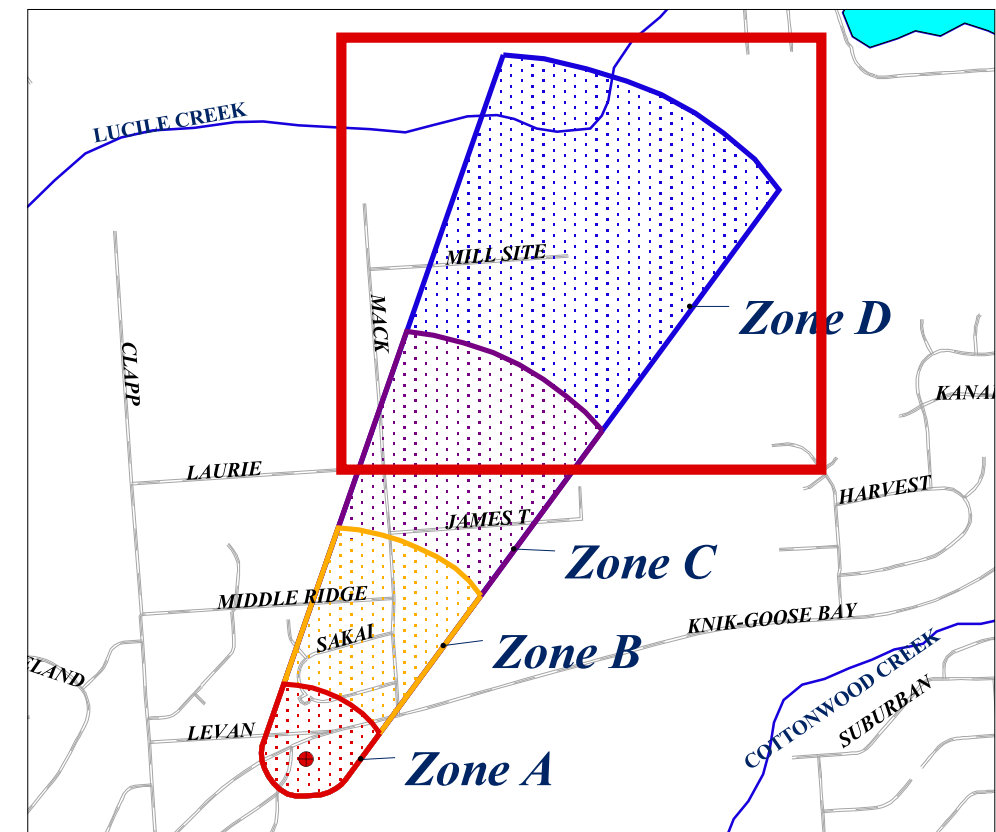 LUCILE CREEK
MILL SITE
MACK
Zone D
CLAPP
KANAI
LAURIE
HARVEST
JAMES T
Zone C
MIDDLE RIDGE
KNIK-GOOSE BAY
SAKAI
Zone B
COTTONWOOD CREEK
ELAND
SUBURBAN
LEVAN
Zone A